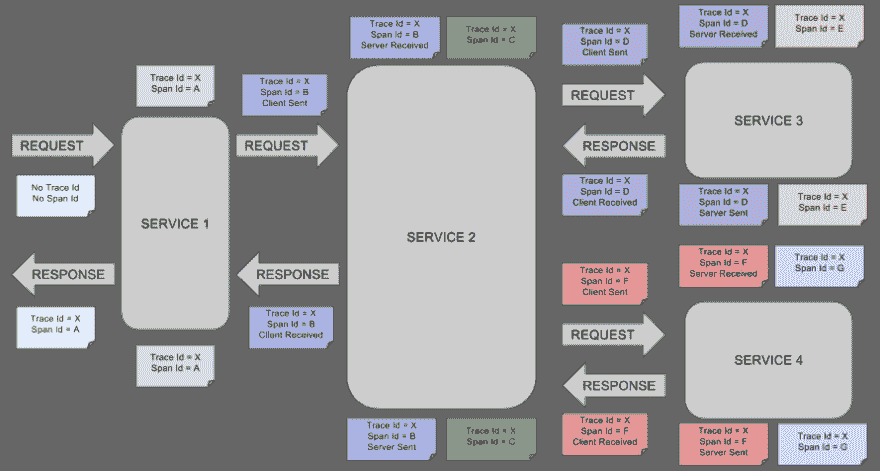 Trace Id = X
Span Id = B
Server Received
Trace Id = X
Span Id = C
Trace Id = X
Span Id = D
Client Sent
Trace Id = X
Span Id = D
Server Received
Trace Id = X
Span Id = E
Trace Id = X
Span Id = A
Trace Id = X
Span Id = B
Client Sent
REQUEST
REQUEST
REQUEST
SERVICE 3
RESPONSE
No Trace Id
No Span Id
Trace Id = X
Span Id = D
Client Received
Trace Id = X
Span Id = D
Server Sent
Trace Id = X
Span Id = E
SERVICE 1
SERVICE 2
RESPONSE
RESPONSE
Trace Id = X
Span Id = F
Client Sent
Trace Id = X
Span Id = F
Server Received
Trace Id = X
Span Id = G
Trace Id = X
Span Id = A
Trace Id = X
Span Id = B
Client Received
REQUEST
SERVICE 4
RESPONSE
Trace Id = X
Span Id = A
Trace Id = X
Span Id = B
Server Sent
Trace Id = X
Span Id = C
Trace Id = X
Span Id = F
Client Received
Trace Id = X
Span Id = F
Server Sent
Trace Id = X
Span Id = G